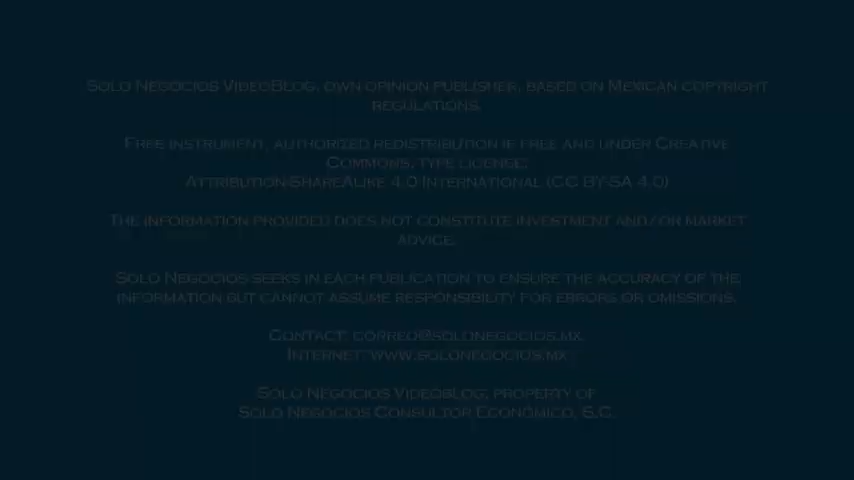 Solo Negocios VideoBlog, own opinion publisher, based on Mexican copyright
regulations.
Free instrument, authorized redistribution if free and under Creative
Commons, type license:
Attribution-ShareAlike 4.0 International (CC BY-SA 4.0)
The information provided does not constitute investment and/or market
advice.
Solo Negocios seeks in each publication to ensure the accuracy of the
information but cannot assume responsibility for errors or omissions.
Contact: correo@solonegocios.mx
Internet: www.solonegocios.mx
Solo Negocios Videoblog, property of
Solo Negocios Consultor Económico, S.C.